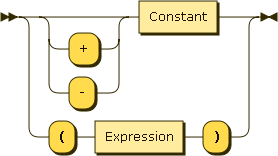 Constant
+
-
( Expression )